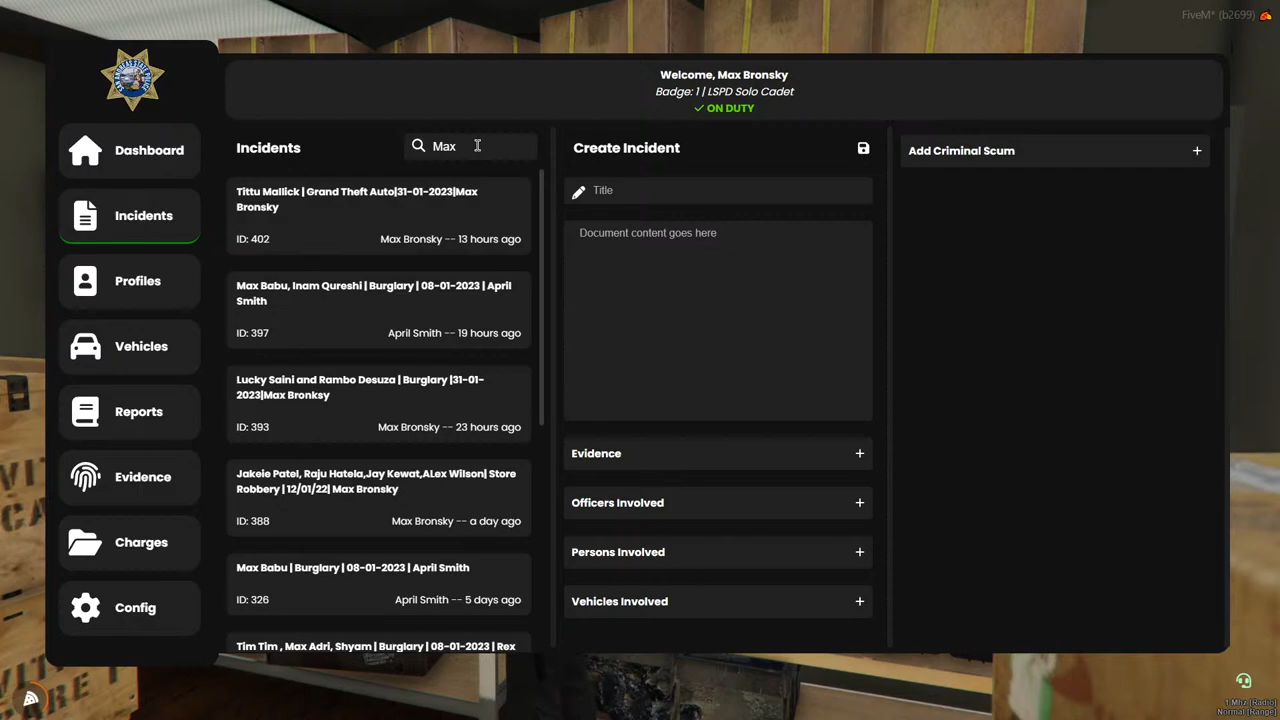 FiveM* (b2699)
Welcome, Max Bronsky
Badge: 1 | LSPD Solo Cadet
ON DUTY
Dashboard
Incidents
Profiles
Vehicles
Reports
Evidence
Charges
Config
Incidents
Max
Tittu Mallick | Grand Theft Auto|31-01-2023|Max
Bronsky
ID: 402
Max Bronsky -- 13 hours ago
Max Babu, Inam Qureshi | Burglary | 08-01-2023 | April
Smith
ID: 397
April Smith -- 19 hours ago
Lucky Saini and Rambo Desuza | Burglary |31-01-
2023|Max Bronksy
ID: 393
Max Bronsky -- 23 hours ago
Jakeie Patel, Raju Hatela,Jay Kewat,ALex Wilson| Store
Robbery | 12/01/22| Max Bronsky
ID: 388
Max Bronsky -- a day ago
Max Babu | Burglary | 08-01-2023 | April Smith
ID: 326
April Smith -- 5 days ago
Tim Tim , Max Adri, Shyam | Burglary | 08-01-2023 | Rex
Create Incident
Title
Document content goes here
Evidence +
Officers Involved +
Persons Involved +
Vehicles Involved +
Add Criminal Scum +
1 Mhz [Radio]
Normal [Range]